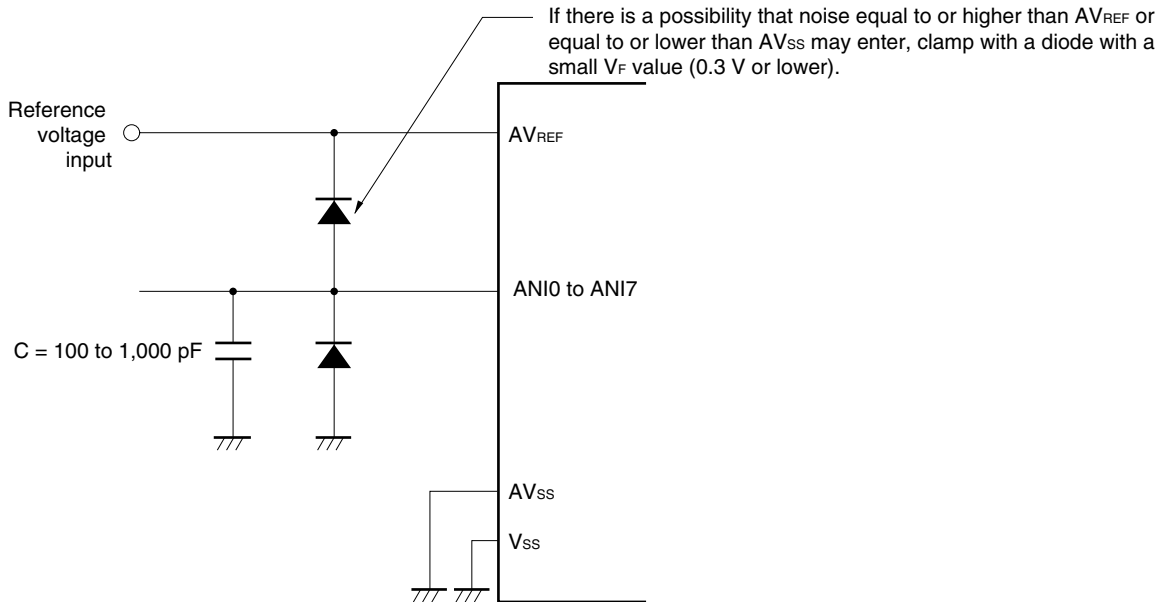 If there is a possibility that noise equal to or higher than AVREF or
equal to or lower than AVSS may enter, clamp with a diode with a
small VF value (0.3 V or lower).
Reference
voltage
input
AVREF
ANI0 to ANI7
C = 100 to 1,000 pF
AVSS
VSS